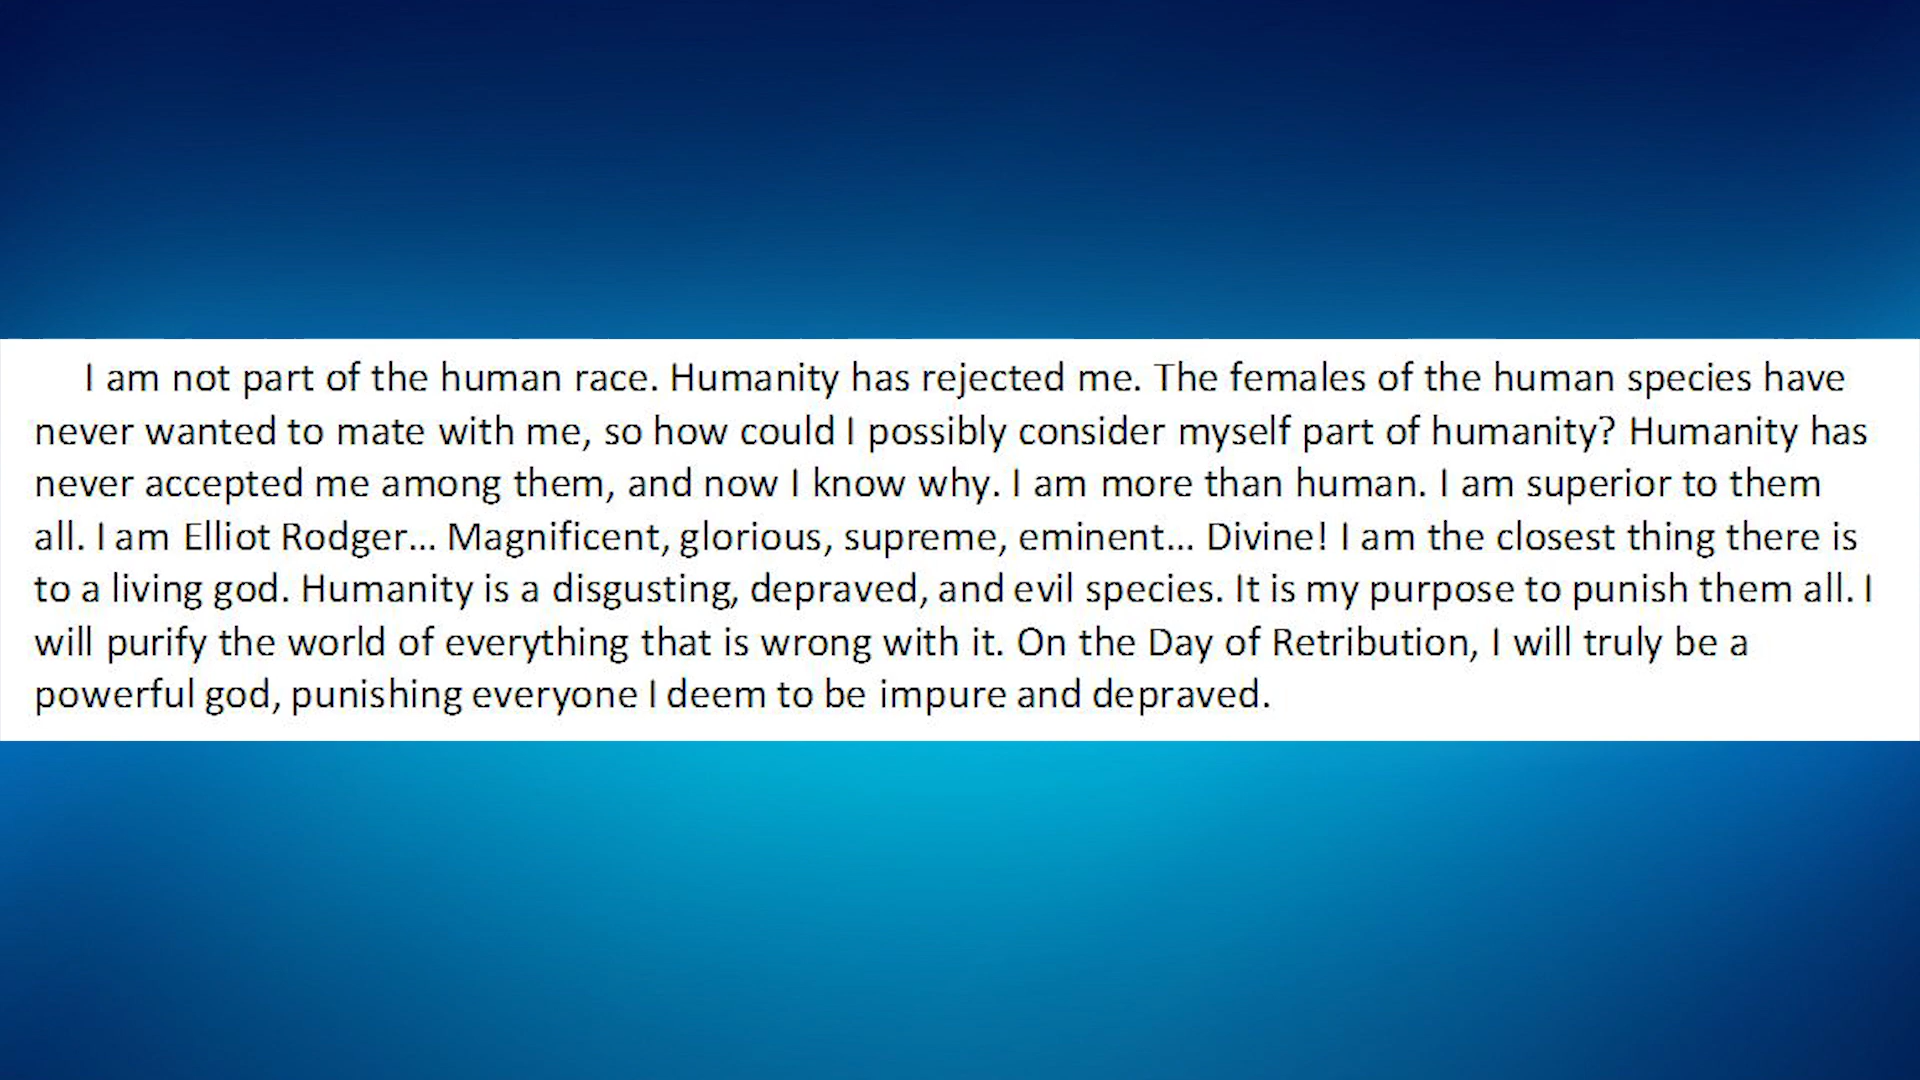 I am not part of the human race. Humanity has rejected me. The females of the human species have
never wanted to mate with me, so how could I possibly consider myself part of humanity? Humanity has
never accepted me among them, and now I know why. I am more than human. I am superior to them
all. I am Elliot Rodger... Magnificent, glorious, supreme, eminent... Divine! I am the closest thing there is
to a living god. Humanity is a disgusting, depraved, and evil species. It is my purpose to punish them all. I
will purify the world of everything that is wrong with it. On the Day of Retribution, I will truly be a
powerful god, punishing everyone I deem to be impure and depraved.